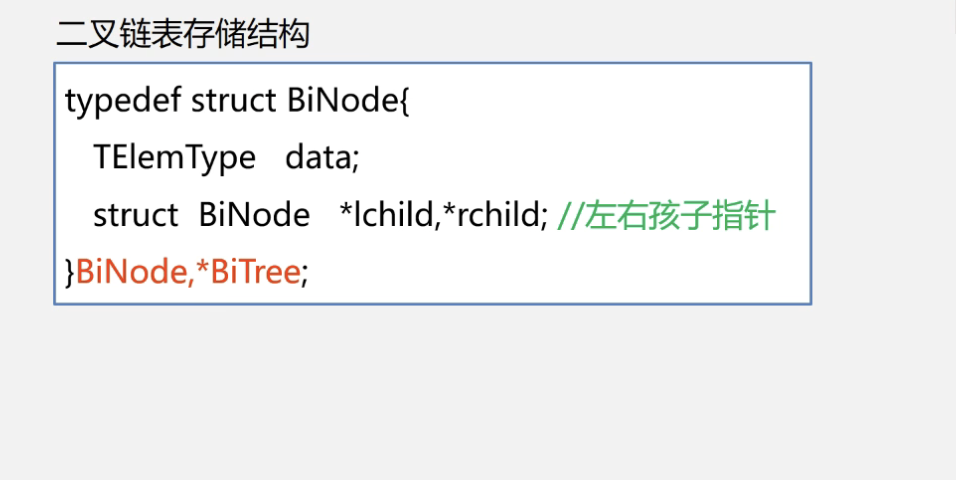 二叉链表存储结构
typedef struct BiNode{
TElemType data;
struct BiNode *lchild,*rchild; //左右孩子指针
}BiNode,*BiTree;